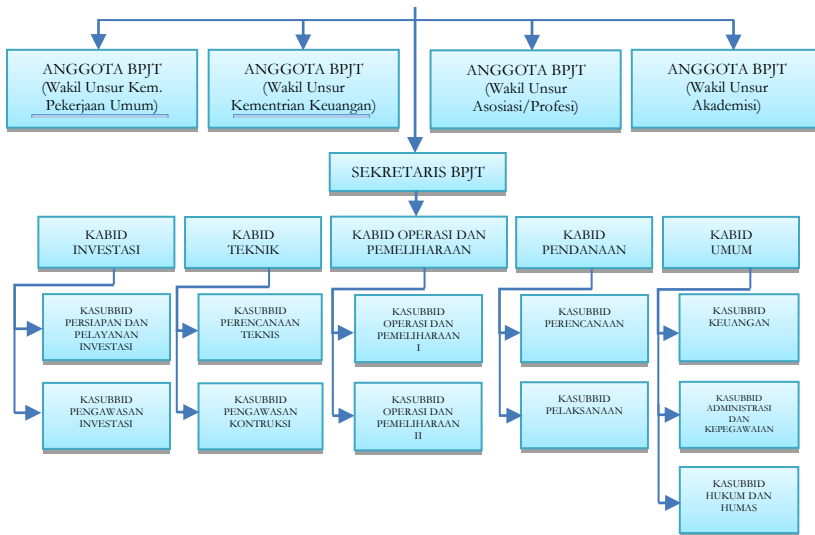 ANGGOTA BPJT
(Wakil Unsur Kem.
Pekerjaan Umum)
ANGGOTA BPJT
(Wakil Unsur
Kementrian Keuangan)
ANGGOTA BPJT
(Wakil Unsur
Asosiasi/Profesi)
ANGGOTA BPJT
(Wakil Unsur
Akademisi)
SEKRETARIS BPJT
KABID
INVESTASI
KABID
TEKNIK
KABID OPERASI DAN
PEMELIHARAAN
KABID
PENDANAAN
KABID
UMUM
KASUBBID
PERSIAPAN DAN
PELAYANAN
INVESTASI
KASUBBID
PERENCANAAN
TEKNIS
KASUBBID
OPERASI DAN
PEMELIHARAAN
I
KASUBBID
PERENCANAAN
KASUBBID
KEUANGAN
KASUBBID
PENGAWASAN
INVESTASI
KASUBBID
PENGAWASAN
KONTRUKSI
KASUBBID
OPERASI DAN
PEMELIHARAAN
II
KASUBBID
PELAKSANAAN
KASUBBID
ADMINISTRASI
DAN
KEPEGAWAIAN
KASUBBID
HUKUM DAN
HUMAS